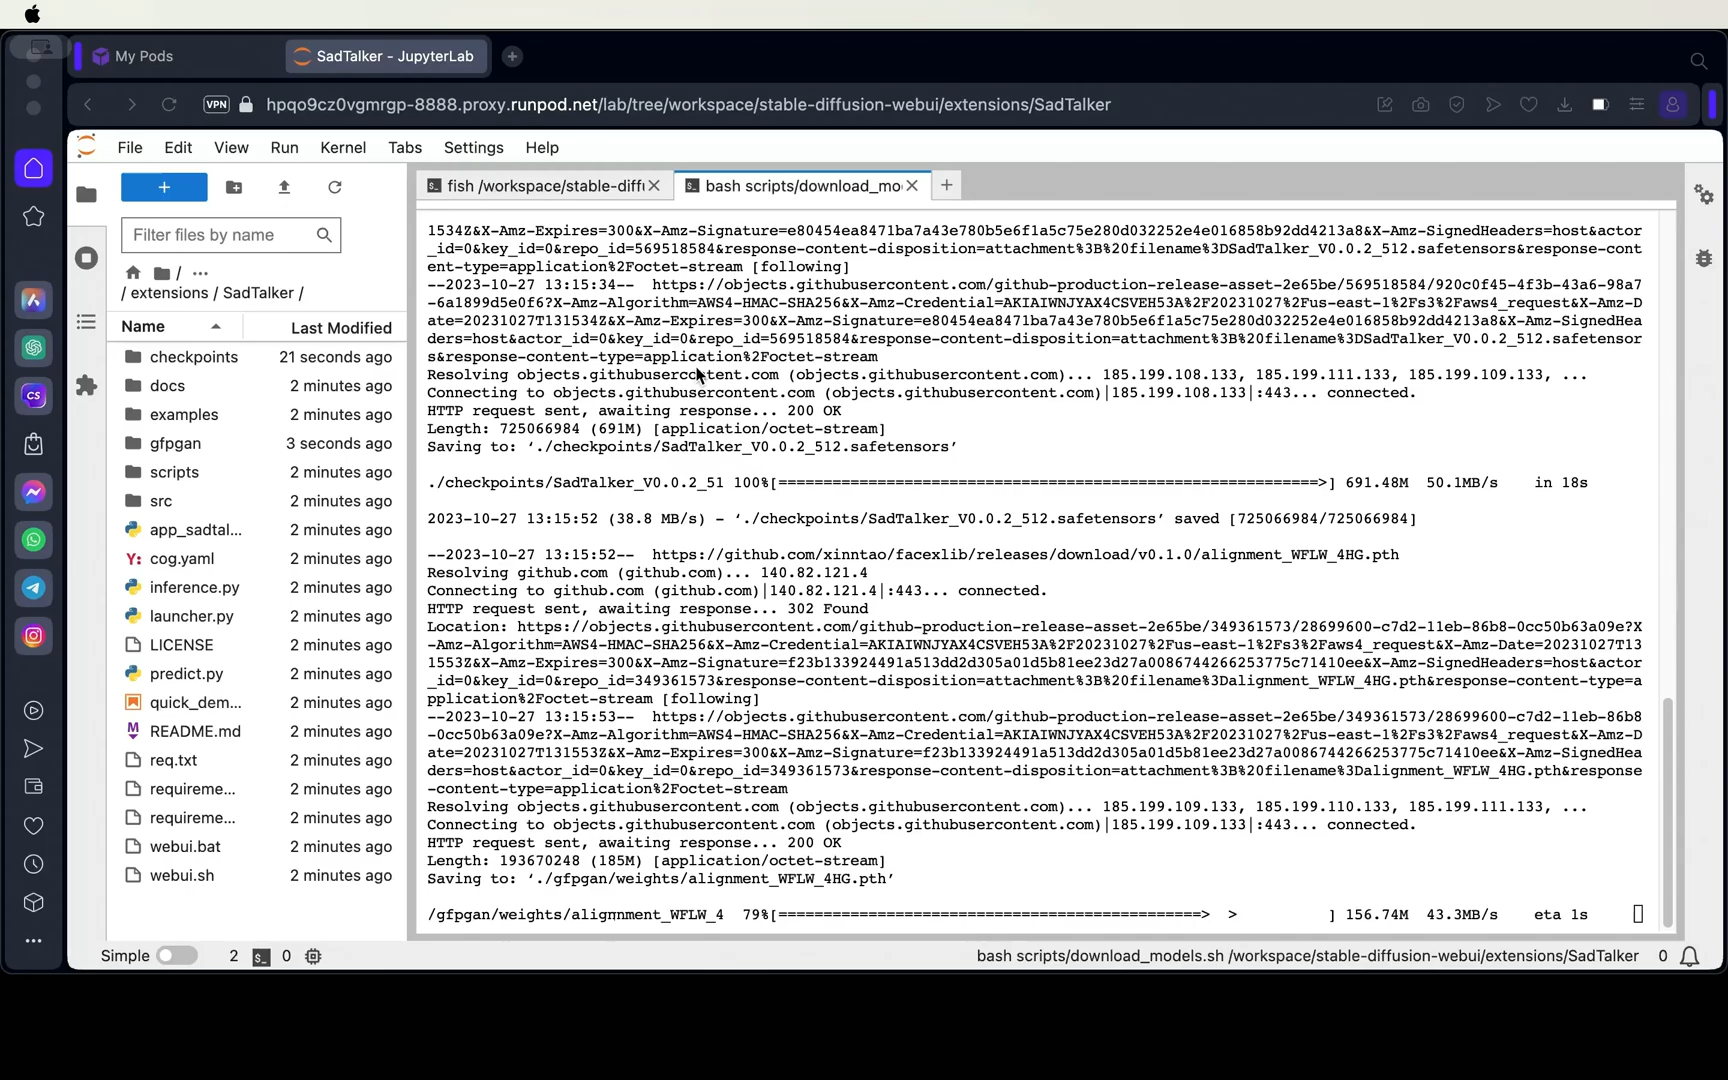 My Pods
SadTalker - JupyterLab
VPN
hpqo9cz0vgmrgp-8888.proxy.runpod.net/lab/tree/workspace/stable-diffusion-webui/extensions/SadTalker
File Edit View Run Kernel Tabs Settings Help
fish /workspace/stable-diff
bash scripts/download_mo
Filter files by name
/ ...
/ extensions / SadTalker /
Name Last Modified
checkpoints 21 seconds ago
docs 2 minutes ago
examples 2 minutes ago
gfpgan 3 seconds ago
scripts 2 minutes ago
src 2 minutes ago
app_sadtal... 2 minutes ago
Y: cog.yaml 2 minutes ago
inference.py 2 minutes ago
launcher.py 2 minutes ago
LICENSE 2 minutes ago
predict.py 2 minutes ago
quick_dem... 2 minutes ago
README.md 2 minutes ago
req.txt 2 minutes ago
requireme... 2 minutes ago
requireme... 2 minutes ago
webui.bat 2 minutes ago
webui.sh 2 minutes ago
1534Z&X-Amz-Expires=300&X-Amz-Signature=e80454ea8471ba7a43e780b5e6f1a5c75e280d032252e4e016858b92dd4213a8&X-Amz-SignedHeaders=host&actor
_id=0&key_id=0&repo_id=569518584&response-content-disposition=attachment%3B%20filename%3DSadTalker_V0.0.2_512.safetensors&response-cont
ent-type=application%2Foctet-stream [following]
--2023-10-27 13:15:34-- https://objects.githubusercontent.com/github-production-release-asset-2e65be/569518584/920c0f45-4f3b-43a6-98a7
-6a1899d5e0f6?X-Amz-Algorithm=AWS4-HMAC-SHA256&X-Amz-Credential=AKIAIWNJYAX4CSVEH53A%2F20231027%2Fus-east-1%2Fs3%2Faws4_request&X-Amz-D
ate=20231027T131534Z&X-Amz-Expires=300&X-Amz-Signature=e80454ea8471ba7a43e780b5e6f1a5c75e280d032252e4e016858b92dd4213a8&X-Amz-SignedHea
ders=host&actor_id=0&key_id=0&repo_id=569518584&response-content-disposition=attachment%3B%20filename%3DSadTalker_V0.0.2_512.safetensor
s&response-content-type=application%2Foctet-stream
Resolving objects.githubusercontent.com (objects.githubusercontent.com)... 185.199.108.133, 185.199.111.133, 185.199.109.133, ...
Connecting to objects.githubusercontent.com (objects.githubusercontent.com)|185.199.108.133|:443... connected.
HTTP request sent, awaiting response... 200 OK
Length: 725066984 (691M) [application/octet-stream]
Saving to: ‘./checkpoints/SadTalker_V0.0.2_512.safetensors’
./checkpoints/SadTalker_V0.0.2_51 100%[============================================================>] 691.48M 50.1MB/s in 18s
2023-10-27 13:15:52 (38.8 MB/s) - ‘./checkpoints/SadTalker_V0.0.2_512.safetensors’ saved [725066984/725066984]
--2023-10-27 13:15:52-- https://github.com/xinntao/facexlib/releases/download/v0.1.0/alignment_WFLW_4HG.pth
Resolving github.com (github.com)... 140.82.121.4
Connecting to github.com (github.com)|140.82.121.4|:443... connected.
HTTP request sent, awaiting response... 302 Found
Location: https://objects.githubusercontent.com/github-production-release-asset-2e65be/349361573/28699600-c7d2-11eb-86b8-0cc50b63a09e?X
-Amz-Algorithm=AWS4-HMAC-SHA256&X-Amz-Credential=AKIAIWNJYAX4CSVEH53A%2F20231027%2Fus-east-1%2Fs3%2Faws4_request&X-Amz-Date=20231027T13
1553Z&X-Amz-Expires=300&X-Amz-Signature=f23b133924491a513dd2d305a01d5b81ee23d27a0086744266253775c71410ee&X-Amz-SignedHeaders=host&actor
_id=0&key_id=0&repo_id=349361573&response-content-disposition=attachment%3B%20filename%3Dalignment_WFLW_4HG.pth&response-content-type=a
pplication%2Foctet-stream [following]
--2023-10-27 13:15:53-- https://objects.githubusercontent.com/github-production-release-asset-2e65be/349361573/28699600-c7d2-11eb-86b8
-0cc50b63a09e?X-Amz-Algorithm=AWS4-HMAC-SHA256&X-Amz-Credential=AKIAIWNJYAX4CSVEH53A%2F20231027%2Fus-east-1%2Fs3%2Faws4_request&X-Amz-D
ate=20231027T131553Z&X-Amz-Expires=300&X-Amz-Signature=f23b133924491a513dd2d305a01d5b81ee23d27a0086744266253775c71410ee&X-Amz-SignedHea
ders=host&actor_id=0&key_id=0&repo_id=349361573&response-content-disposition=attachment%3B%20filename%3Dalignment_WFLW_4HG.pth&response
-content-type=application%2Foctet-stream
Resolving objects.githubusercontent.com (objects.githubusercontent.com)... 185.199.109.133, 185.199.110.133, 185.199.111.133, ...
Connecting to objects.githubusercontent.com (objects.githubusercontent.com)|185.199.109.133|:443... connected.
HTTP request sent, awaiting response... 200 OK
Length: 193670248 (185M) [application/octet-stream]
Saving to: ‘./gfpgan/weights/alignment_WFLW_4HG.pth’
/gfpgan/weights/alignment_WFLW_4 79%[===============================================> > ] 156.74M 43.3MB/s eta 1s
Simple 2 0
bash scripts/download_models.sh /workspace/stable-diffusion-webui/extensions/SadTalker 0